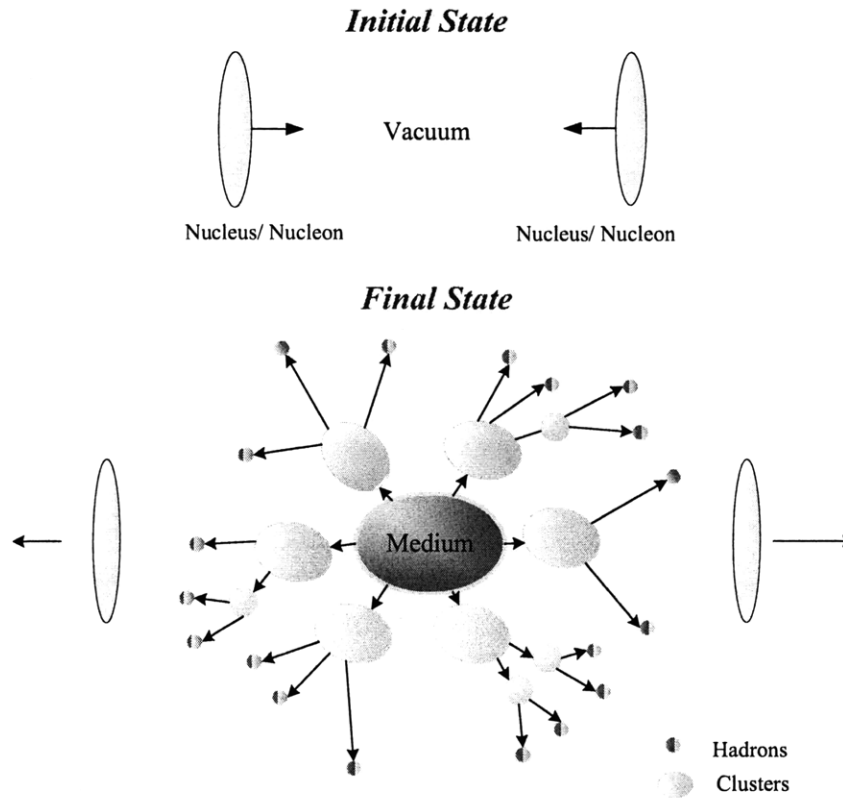 Initial State
Vacuum
Nucleus/ Nucleon
Nucleus/ Nucleon
Final State
Medium
Hadrons
Clusters